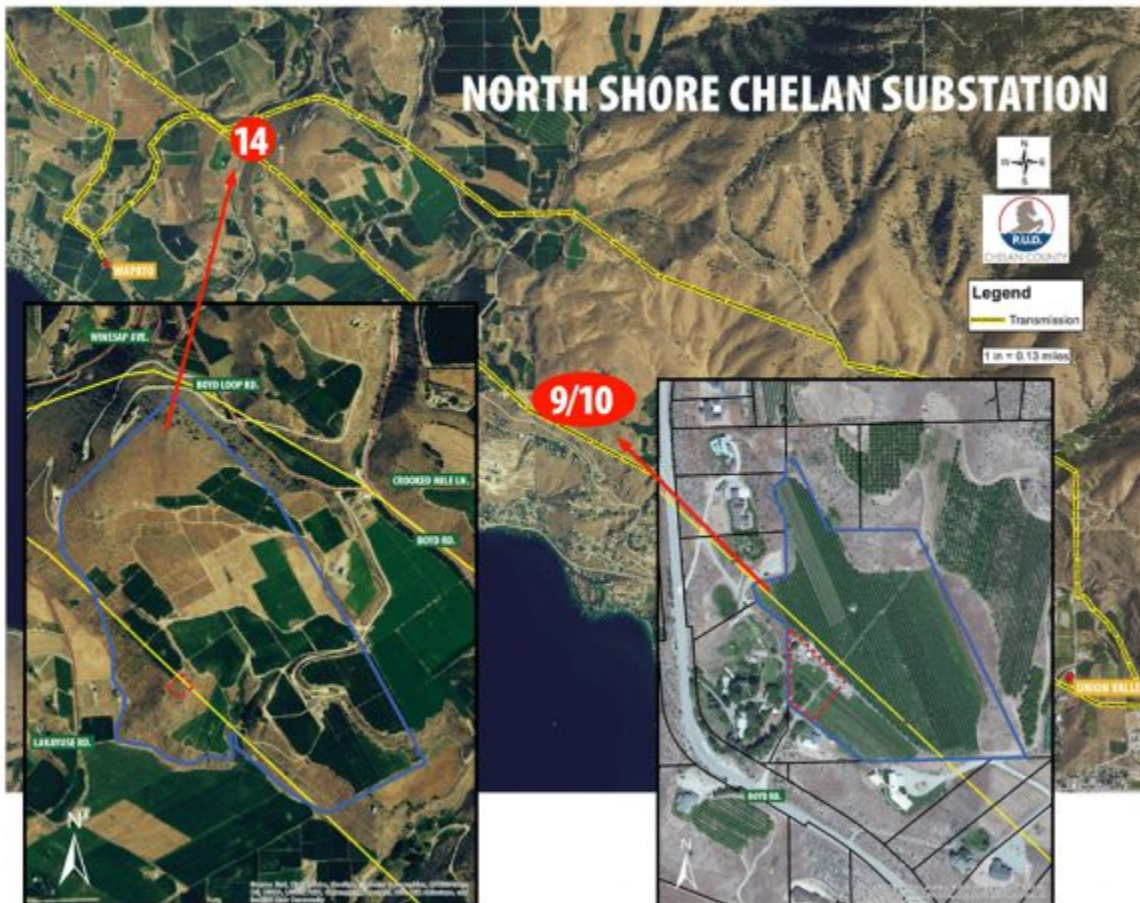 NORTH SHORE CHELAN SUBSTATION
14
N
W E
S
P.U.D.
CHELAN COUNTY
WAPATO
Legend
Transmission
1 in = 0.13 miles
WINESAP AVE.
BOYD LOOP RD.
9/10
CROOKED MILE LN.
BOYD RD.
UNION VALLE
LAKAYUSE RD.
BOYD RD.
N
N